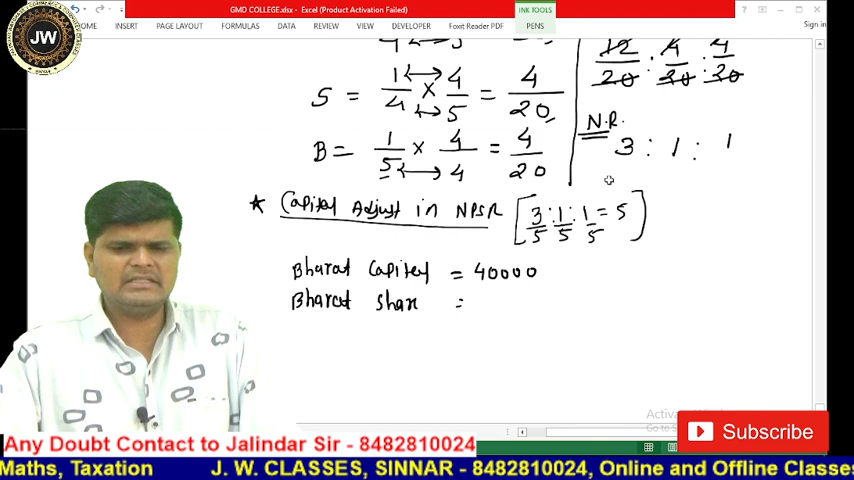 GMD COLLEGE.xlsx - Excel (Product Activation Failed)
INK TOOLS
Sign in
HOME INSERT PAGE LAYOUT FORMULAS DATA REVIEW VIEW DEVELOPER Foxit Reader PDF PENS
JW
12/20 : 4/20 : 4/20
S = 1/4 × 4/5 = 4/20
N.R.
3 : 1 : 1
B = 1/5 × 4/4 = 4/20
* Capital Adjust in NPSR [3/5 : 1/5 : 1/5 = 5]
Bharat Capital = 40000
Bharat Share =
Subscribe
Any Doubt Contact to Jalindar Sir - 8482810024
Maths, Taxation J. W. CLASSES, SINNAR - 8482810024, Online and Offline Classes